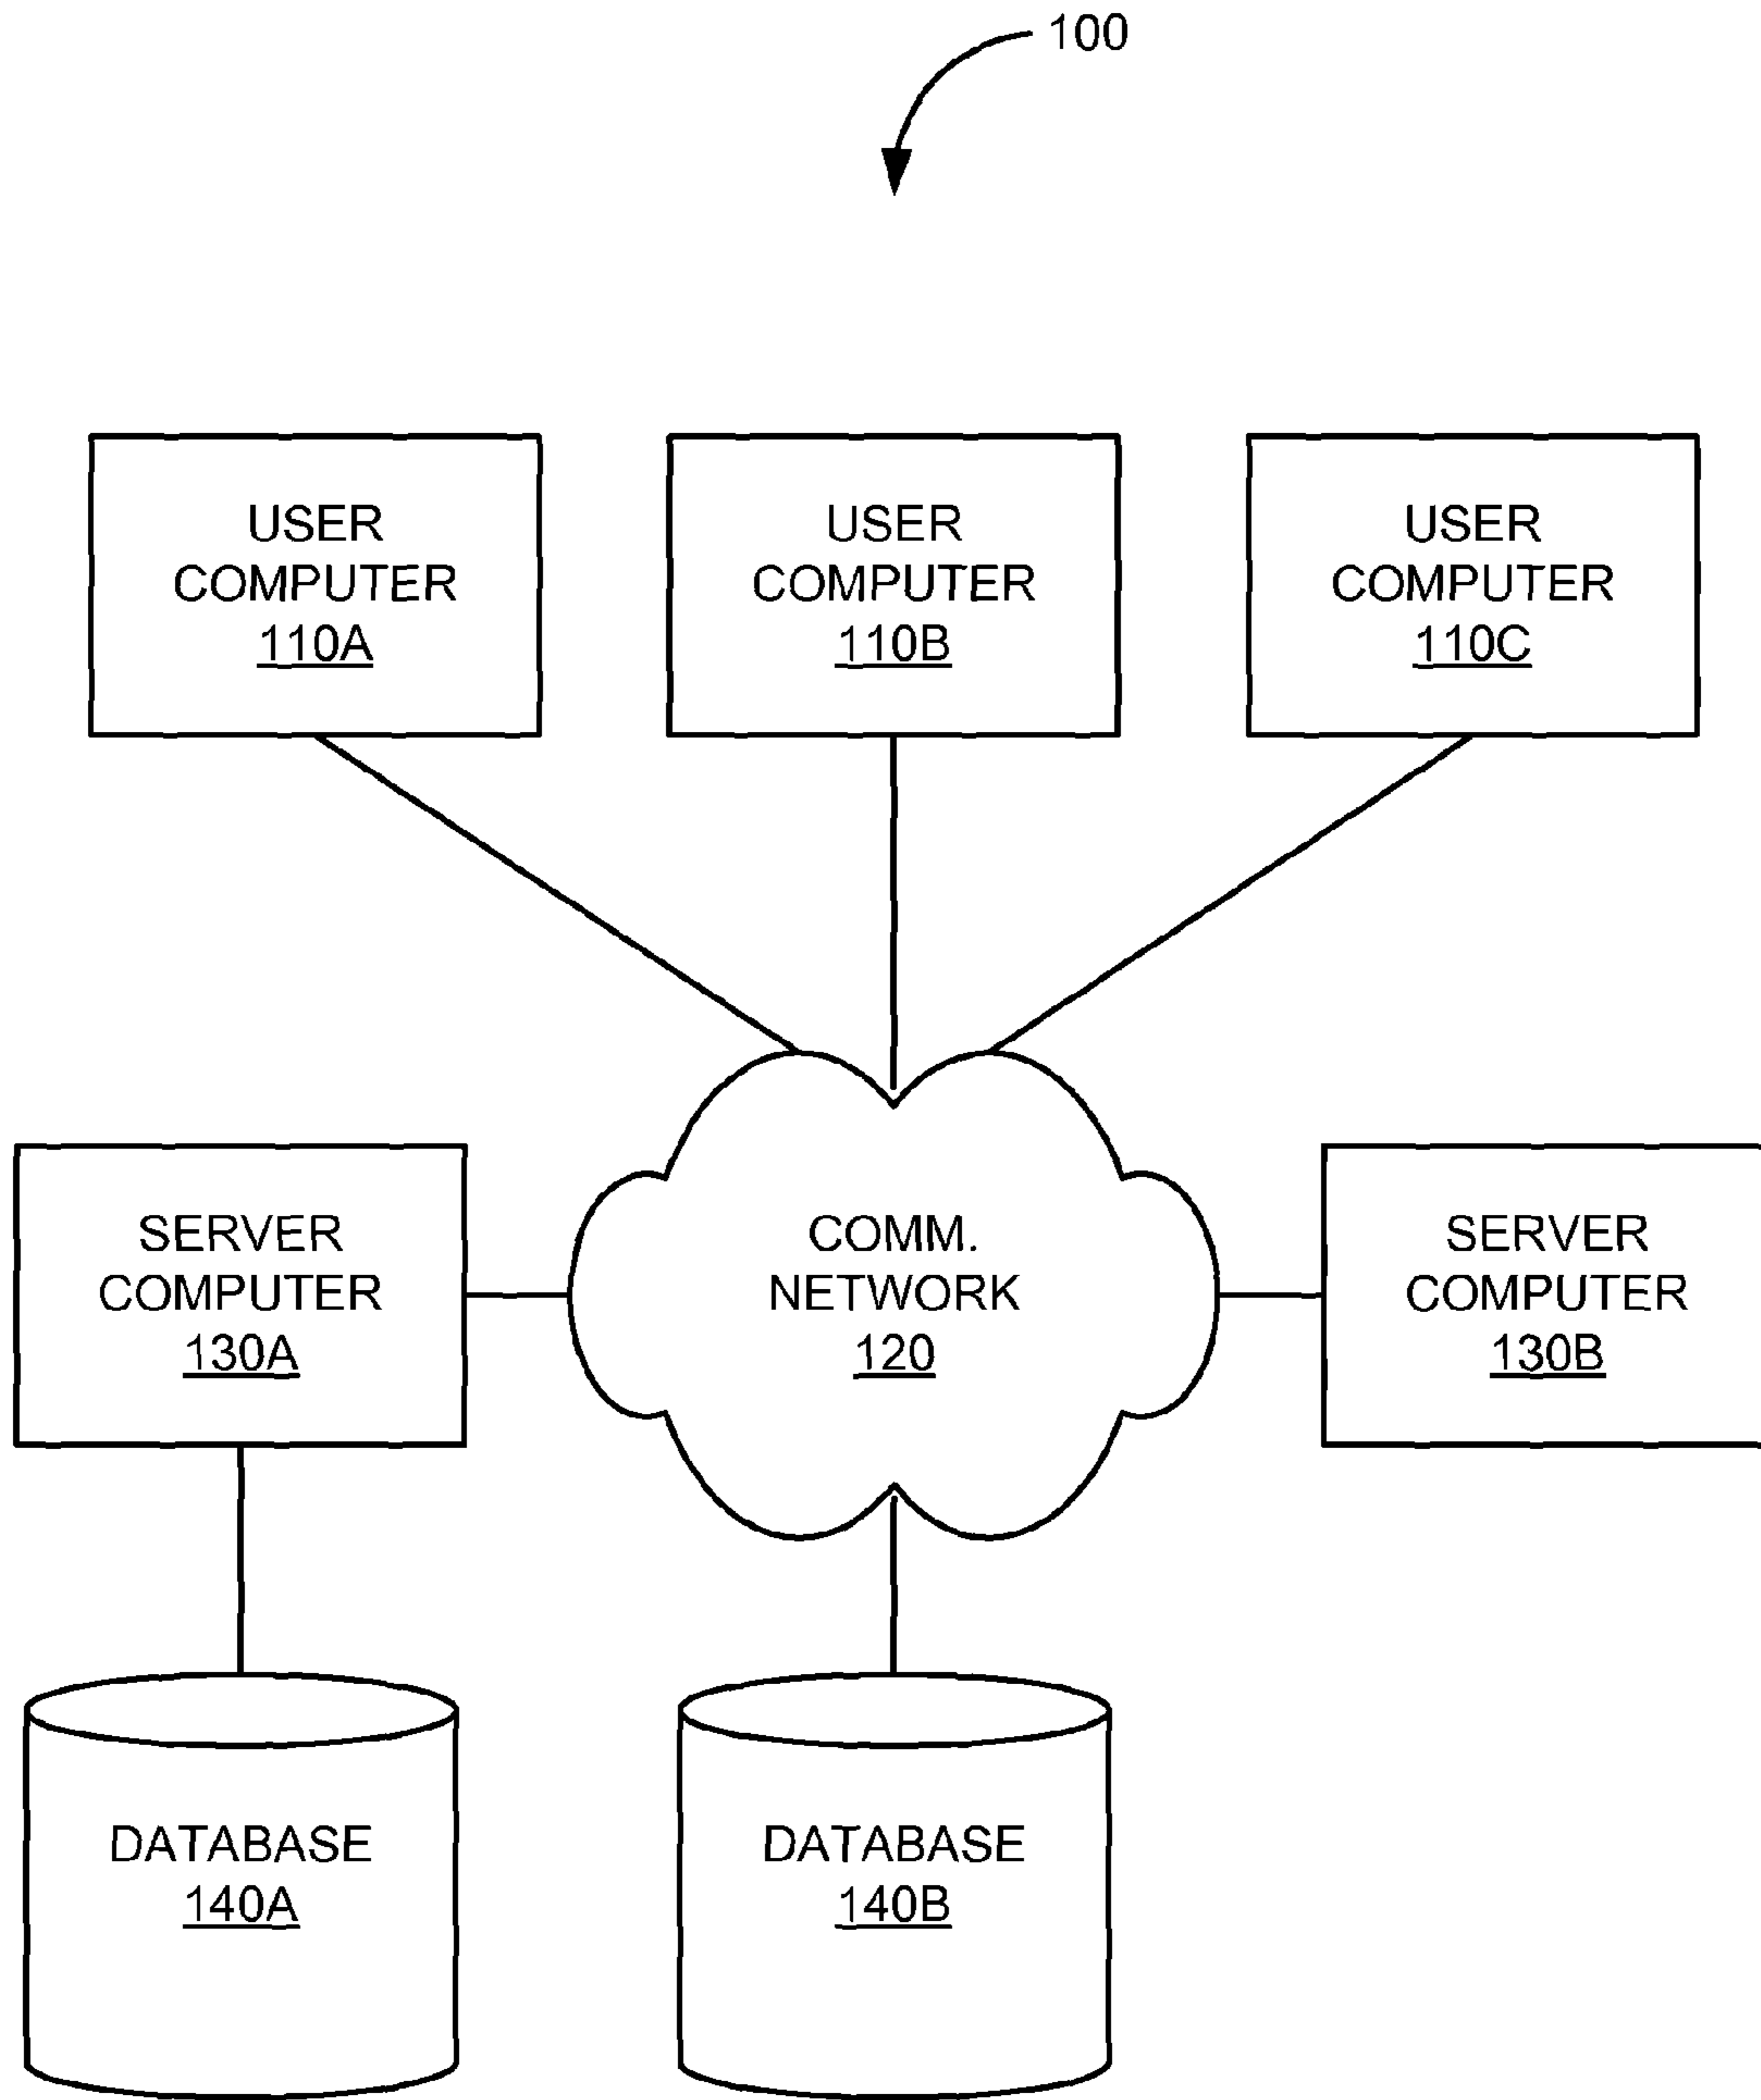 100
USER
COMPUTER
110A
USER
COMPUTER
110B
USER
COMPUTER
110C
SERVER
COMPUTER
130A
COMM.
NETWORK
120
SERVER
COMPUTER
130B
DATABASE
140A
DATABASE
140B